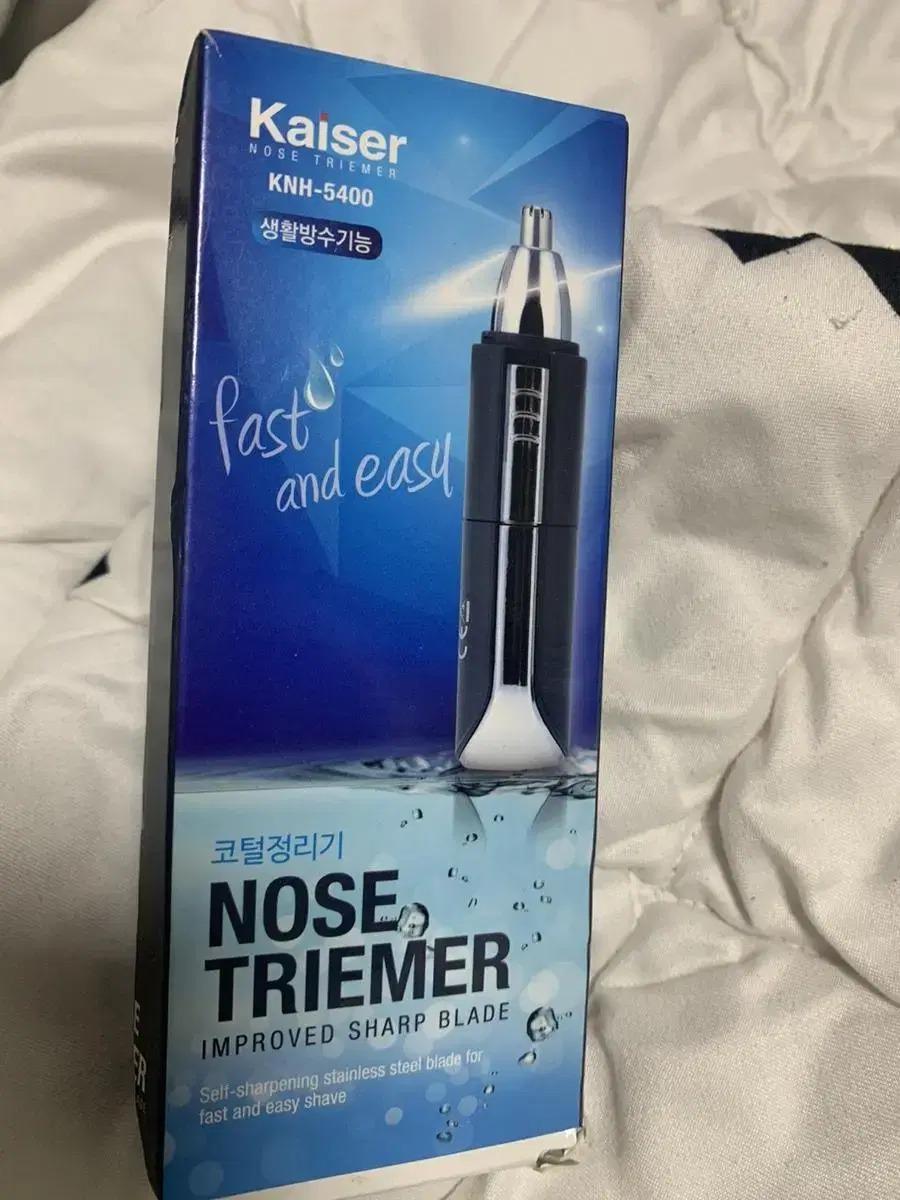 Kaiser
NOSE TRIEMER
KNH-5400
생활방수기능
fast
and easy
CE
코털정리기
NOSE
TRIEMER
IMPROVED SHARP BLADE
Self-sharpening stainless steel blade for
fast and easy shave